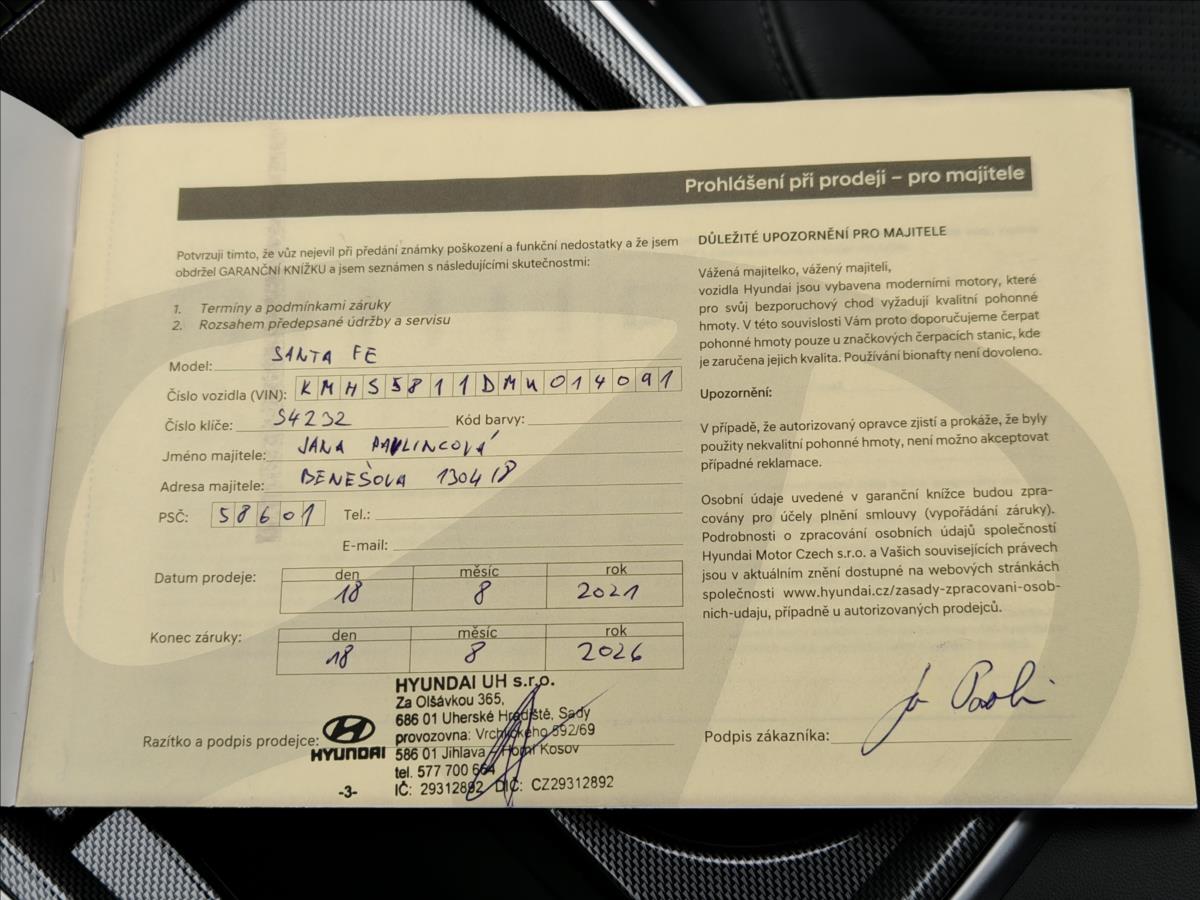 Prohlášení při prodeji – pro majitele
Potvrzuji tímto, že vůz nejevil při předání známky poškození a funkční nedostatky a že jsem
obdržel GARANČNÍ KNÍŽKU a jsem seznámen s následujícími skutečnostmi:
1. Termíny a podmínkami záruky
2. Rozsahem předepsané údržby a servisu
Model: SANTA FE
Číslo vozidla (VIN): KMHS5811DMU014091
Číslo klíče: S4232 Kód barvy:
Jméno majitele: JANA PAVLINCOVÁ
Adresa majitele: BENEŠOVA 1304/8
PSČ: 58601 Tel.:
E-mail:
Datum prodeje: den měsíc rok
18 8 2021
Konec záruky: den měsíc rok
18 8 2026
HYUNDAI UH s.r.o.
Za Olšávkou 365,
686 01 Uherské Hradiště, Sady
provozovna: Vrchlického 592/69
586 01 Jihlava - Horní Kosov
tel. 577 700 664
IČ: 29312892 DIČ: CZ29312892
HYUNDAI
Razítko a podpis prodejce:
-3-
DŮLEŽITÉ UPOZORNĚNÍ PRO MAJITELE
Vážená majitelko, vážený majiteli,
vozidla Hyundai jsou vybavena moderními motory, které
pro svůj bezporuchový chod vyžadují kvalitní pohonné
hmoty. V této souvislosti Vám proto doporučujeme čerpat
pohonné hmoty pouze u značkových čerpacích stanic, kde
je zaručena jejich kvalita. Používání bionafty není dovoleno.
Upozornění:
V případě, že autorizovaný opravce zjistí a prokáže, že byly
použity nekvalitní pohonné hmoty, není možno akceptovat
případné reklamace.
Osobní údaje uvedené v garanční knížce budou zpra-
covány pro účely plnění smlouvy (vypořádání záruky).
Podrobnosti o zpracování osobních údajů společností
Hyundai Motor Czech s.r.o. a Vašich souvisejících právech
jsou v aktuálním znění dostupné na webových stránkách
společnosti www.hyundai.cz/zasady-zpracovani-osob-
nich-udaju, případně u autorizovaných prodejců.
Podpis zákazníka: